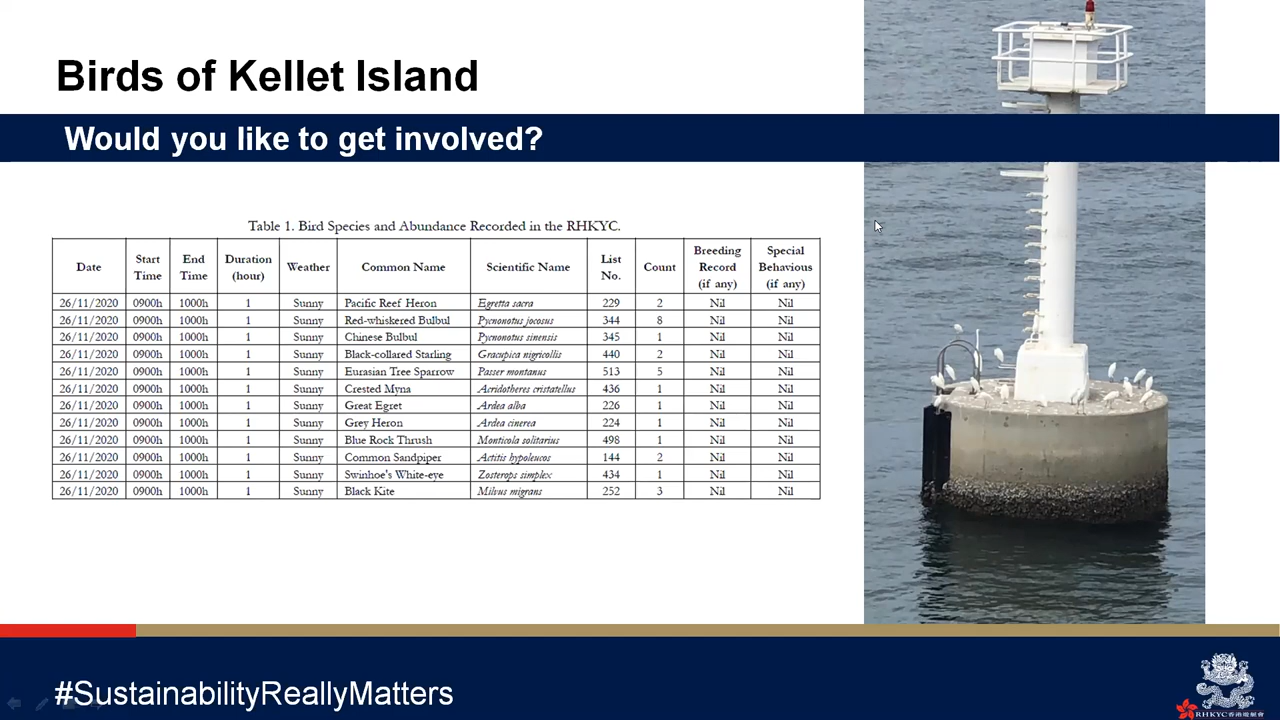 Birds of Kellet Island
Would you like to get involved?
Table 1. Bird Species and Abundance Recorded in the RHKYC.
Date Start Time End Time Duration (hour) Weather Common Name Scientific Name List No. Count Breeding Record (if any) Special Behavious (if any)
26/11/2020 0900h 1000h 1 Sunny Pacific Reef Heron Egretta sacra 229 2 Nil Nil
26/11/2020 0900h 1000h 1 Sunny Red-whiskered Bulbul Pycnonotus jocosus 344 8 Nil Nil
26/11/2020 0900h 1000h 1 Sunny Chinese Bulbul Pycnonotus sinensis 345 1 Nil Nil
26/11/2020 0900h 1000h 1 Sunny Black-collared Starling Gracupica nigricollis 440 2 Nil Nil
26/11/2020 0900h 1000h 1 Sunny Eurasian Tree Sparrow Passer montanus 513 5 Nil Nil
26/11/2020 0900h 1000h 1 Sunny Crested Myna Acridotheres cristatellus 436 1 Nil Nil
26/11/2020 0900h 1000h 1 Sunny Great Egret Ardea alba 226 1 Nil Nil
26/11/2020 0900h 1000h 1 Sunny Grey Heron Ardea cinerea 224 1 Nil Nil
26/11/2020 0900h 1000h 1 Sunny Blue Rock Thrush Monticola solitarius 498 1 Nil Nil
26/11/2020 0900h 1000h 1 Sunny Common Sandpiper Actitis hypoleucos 144 2 Nil Nil
26/11/2020 0900h 1000h 1 Sunny Swinhoe's White-eye Zosterops simplex 434 1 Nil Nil
26/11/2020 0900h 1000h 1 Sunny Black Kite Milvus migrans 252 3 Nil Nil
#SustainabilityReallyMatters
RHKYC香港遊艇會